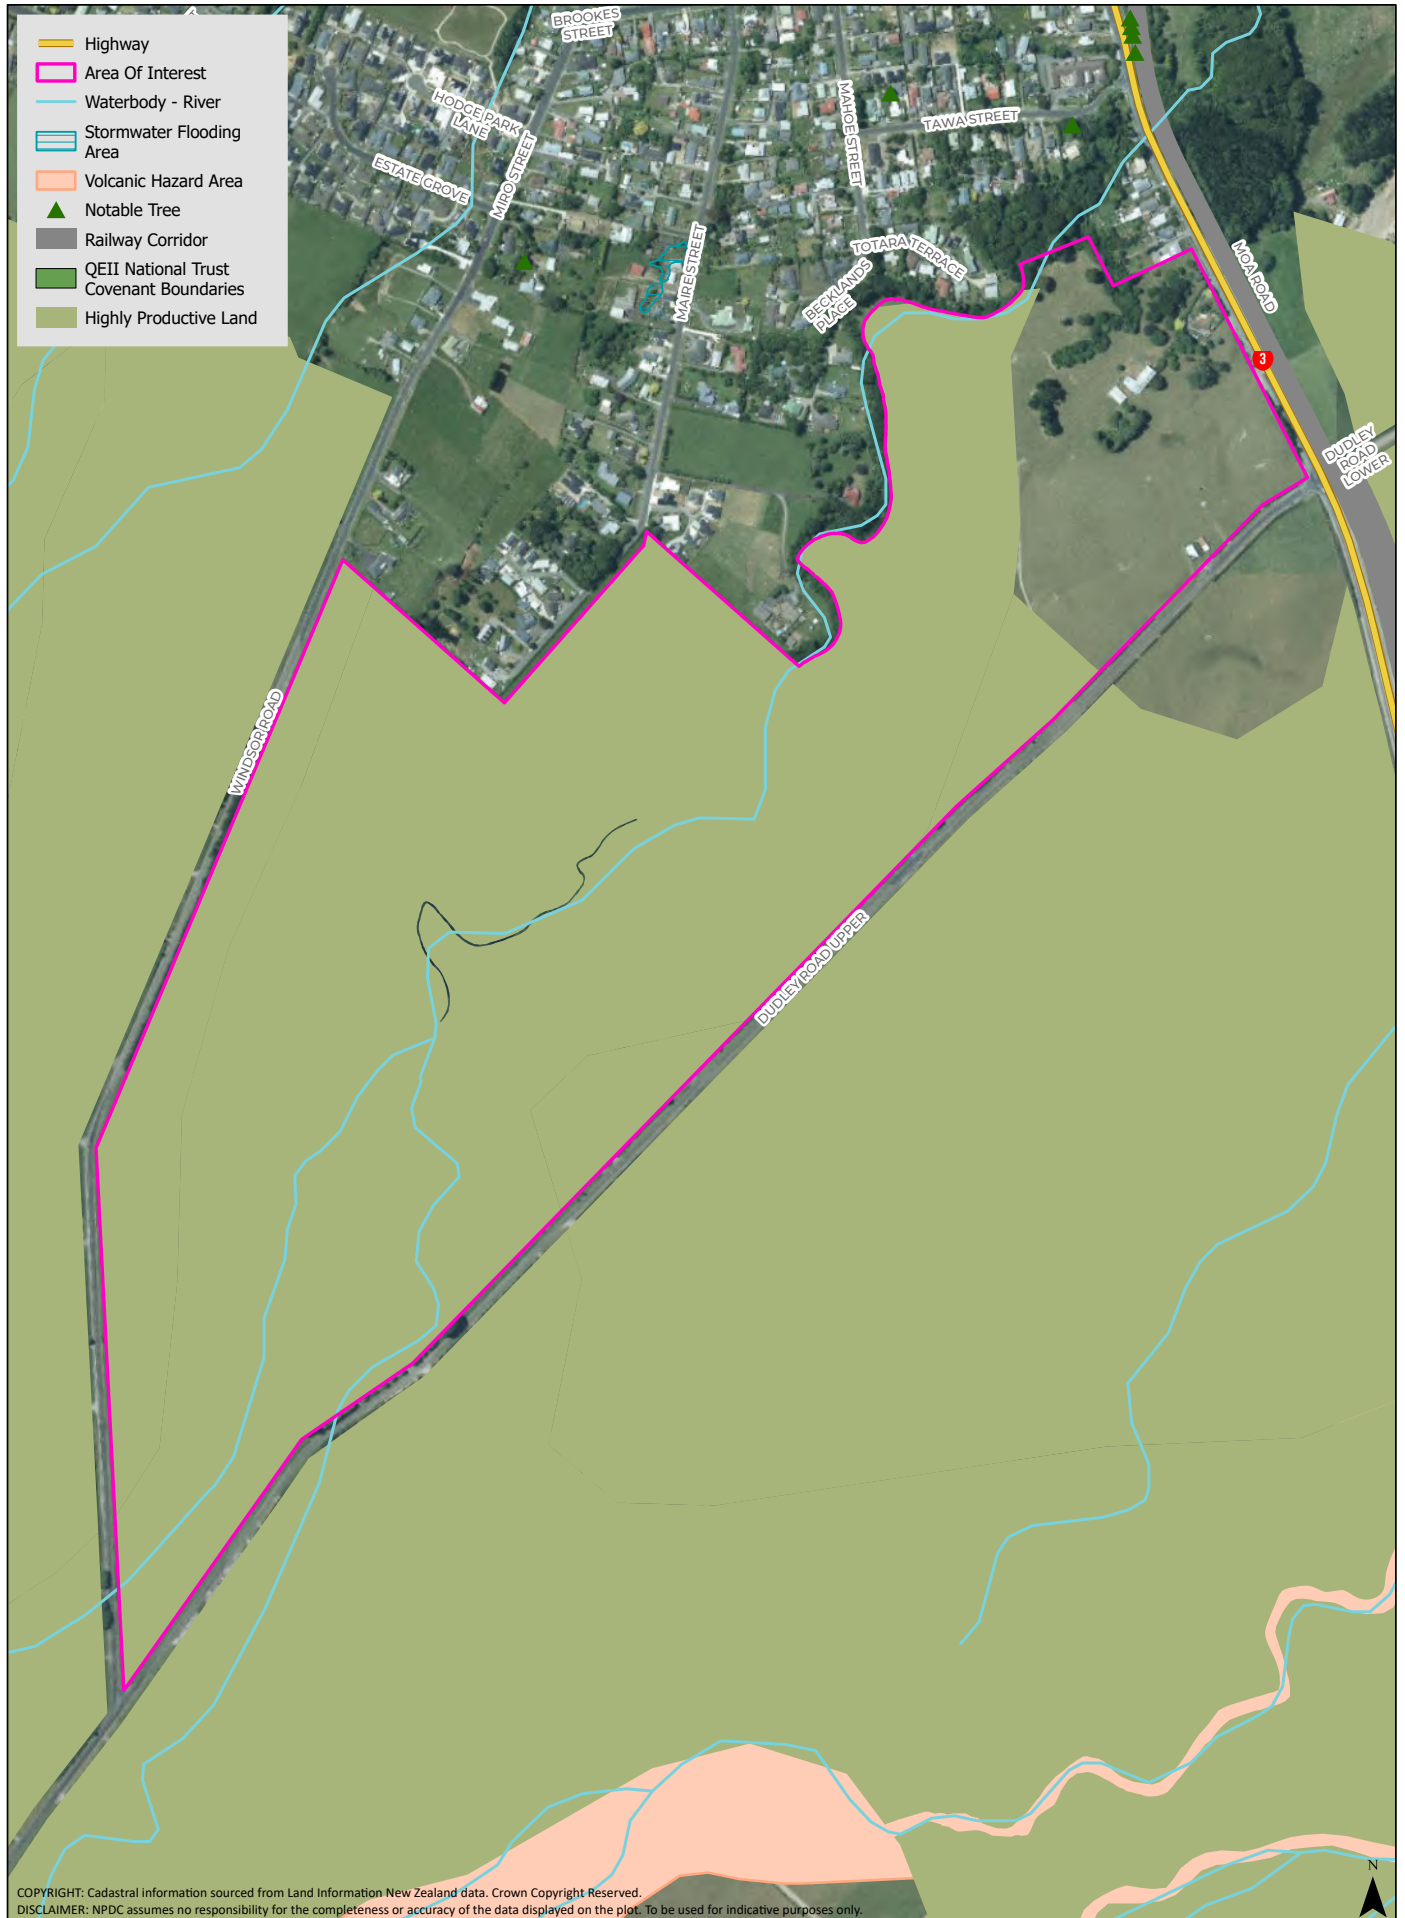 Highway
Area Of Interest
Waterbody - River
Stormwater Flooding
Area
Volcanic Hazard Area
Notable Tree
Railway Corridor
QEII National Trust
Covenant Boundaries
Highly Productive Land
BROOKES
STREET
HODGE PARK
LANE
ESTATE GROVE
MIRO STREET
MAHOE STREET
TAWA STREET
MAIRE STREET
TOTARA TERRACE
BECKLANDS
PLACE
MOA ROAD
3
DUDLEY
ROAD
LOWER
WINDSOR ROAD
DUDLEY ROAD UPPER
N
COPYRIGHT: Cadastral information sourced from Land Information New Zealand data. Crown Copyright Reserved.
DISCLAIMER: NPDC assumes no responsibility for the completeness or accuracy of the data displayed on the plot. To be used for indicative purposes only.